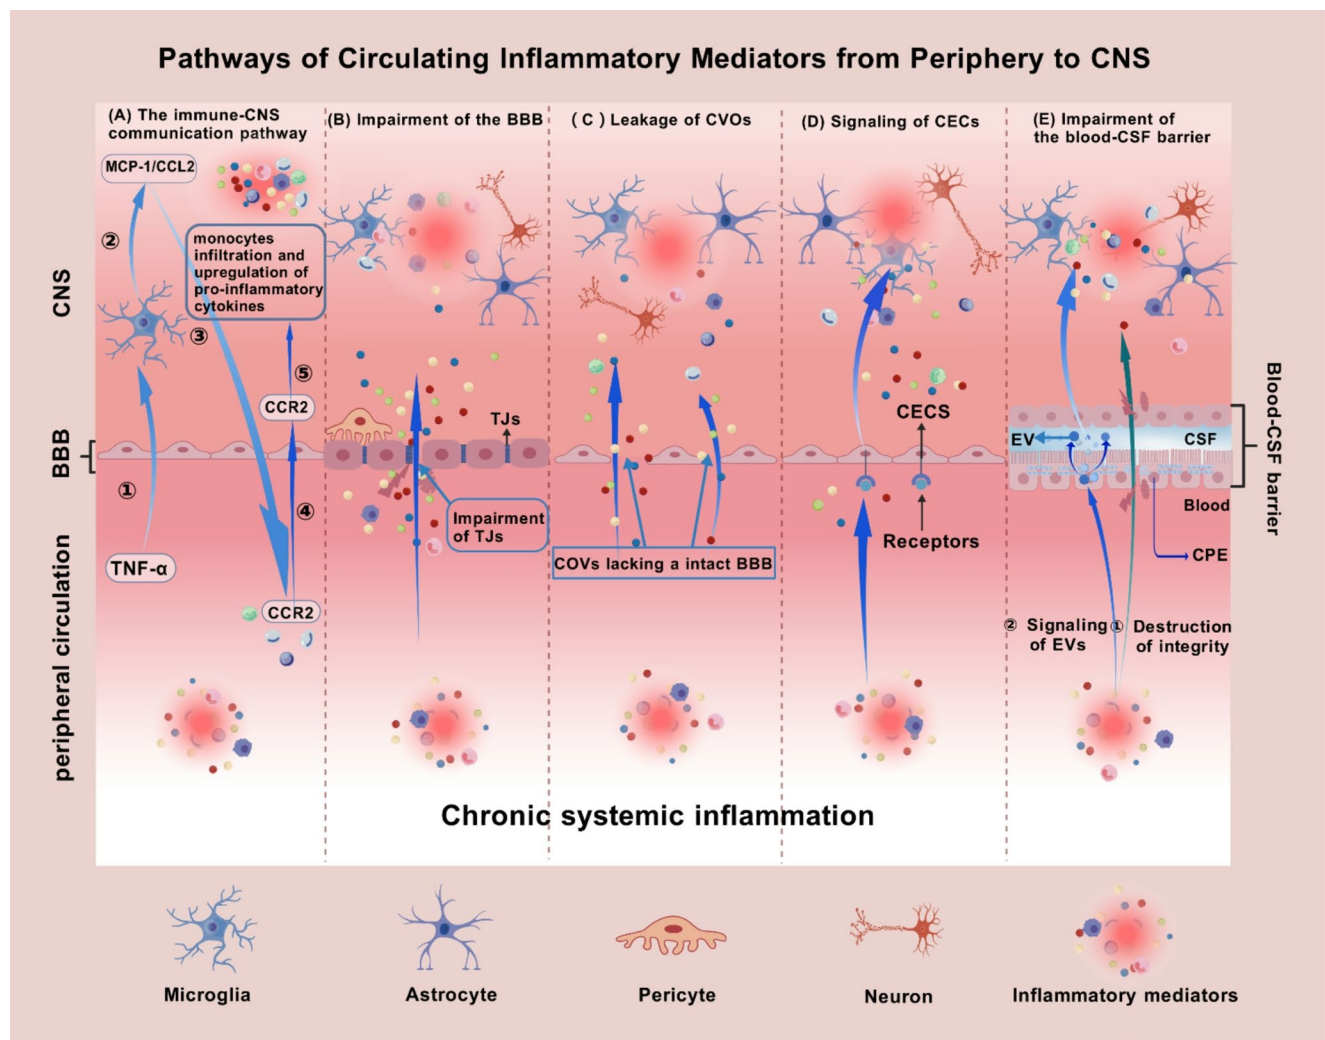 Pathways of Circulating Inflammatory Mediators from Periphery to CNS
(A) The immune-CNS
communication pathway
MCP-1/CCL2
②
monocytes
infiltration and
upregulation of
pro-inflammatory
cytokines
③
⑤
CCR2
①
④
TNF-α
CCR2
(B) Impairment of the BBB
TJs
Impairment
of TJs
( C ) Leakage of CVOs
COVs lacking a intact BBB
(D) Signaling of CECs
CECS
Receptors
(E) Impairment of
the blood-CSF barrier
EV
CSF
Blood
CPE
② Signaling
of EVs
① Destruction
of integrity
CNS
BBB
peripheral circulation
Blood-CSF barrier
Chronic systemic inflammation
Microglia
Astrocyte
Pericyte
Neuron
Inflammatory mediators